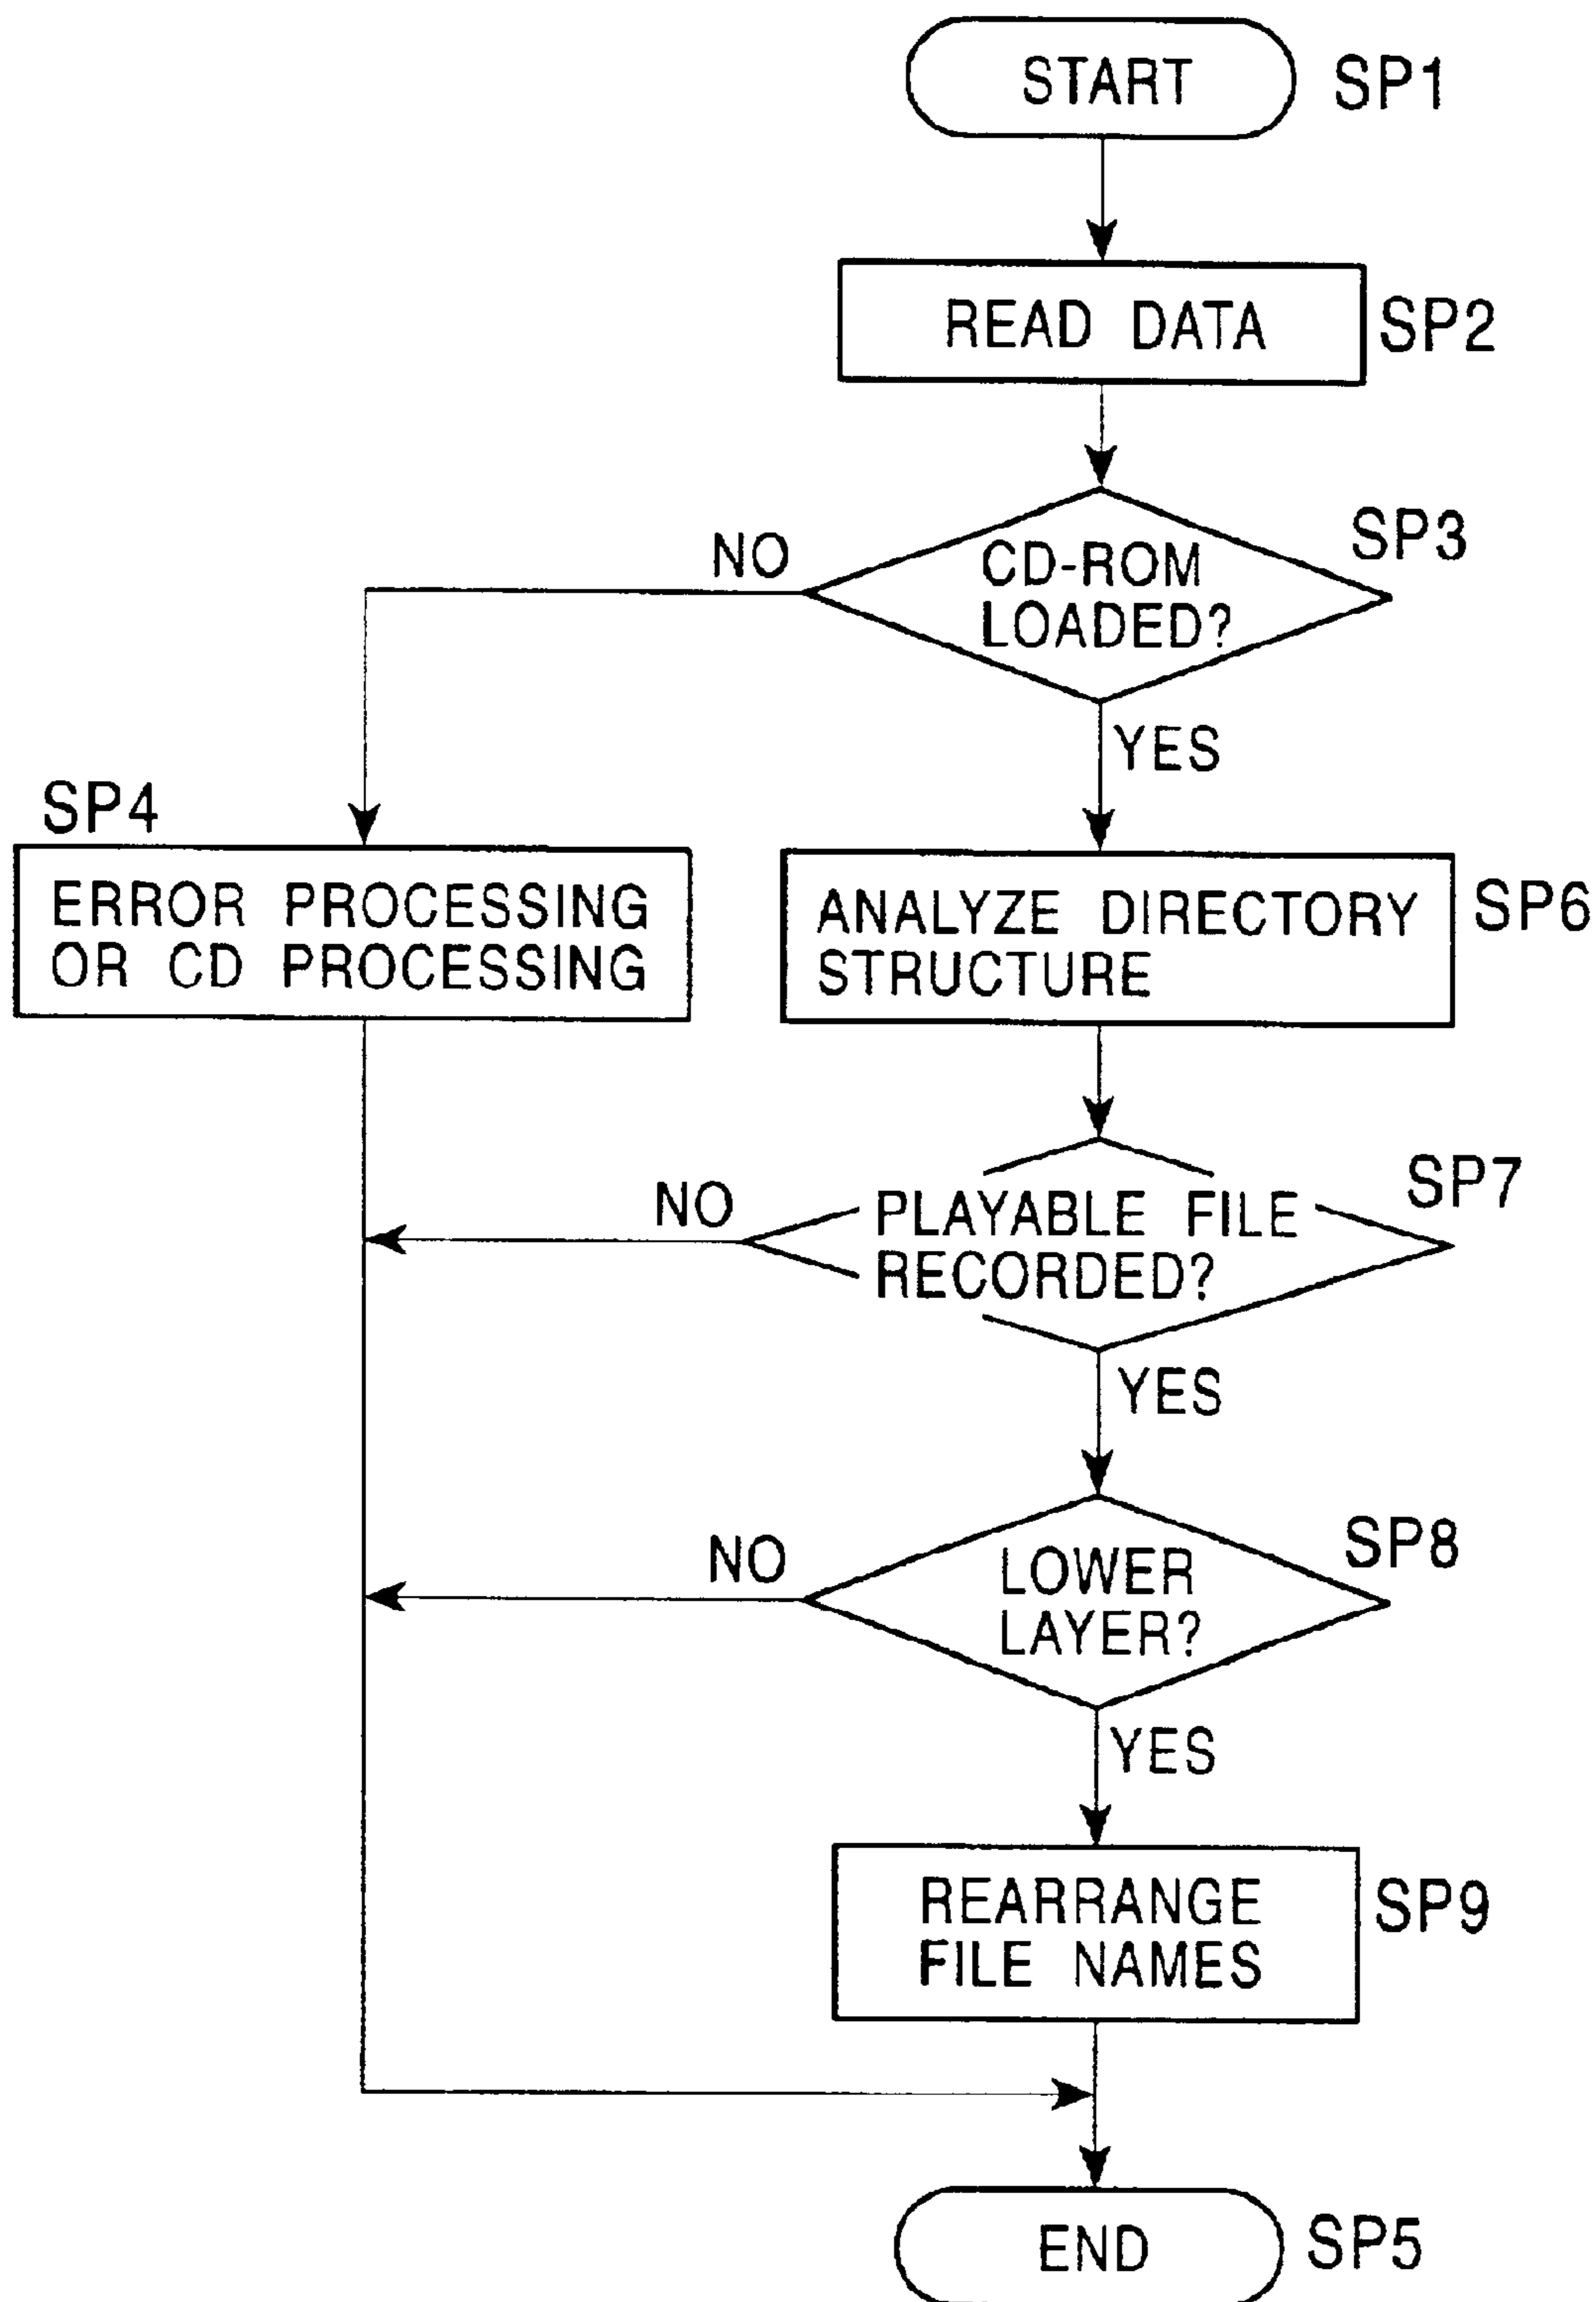 START
SP1
READ DATA
SP2
SP3
NO
CD-ROM
LOADED?
YES
SP4
ERROR PROCESSING
OR CD PROCESSING
ANALYZE DIRECTORY
STRUCTURE
SP6
SP7
NO
PLAYABLE FILE
RECORDED?
YES
SP8
NO
LOWER
LAYER?
YES
REARRANGE
FILE NAMES
SP9
END
SP5